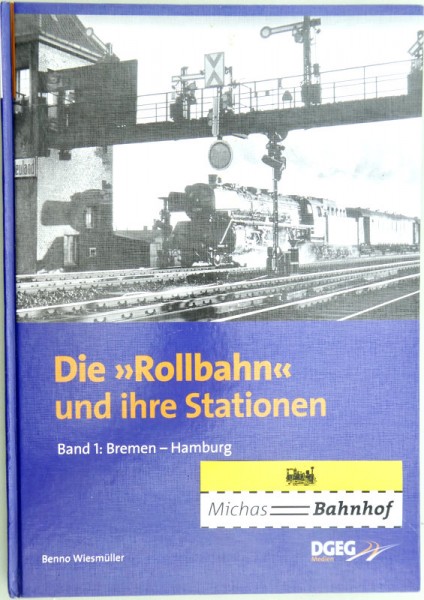 Die »Rollbahn«
und ihre Stationen
Band 1: Bremen – Hamburg
Michas Bahnhof
Benno Wiesmüller
DGEG
Medien